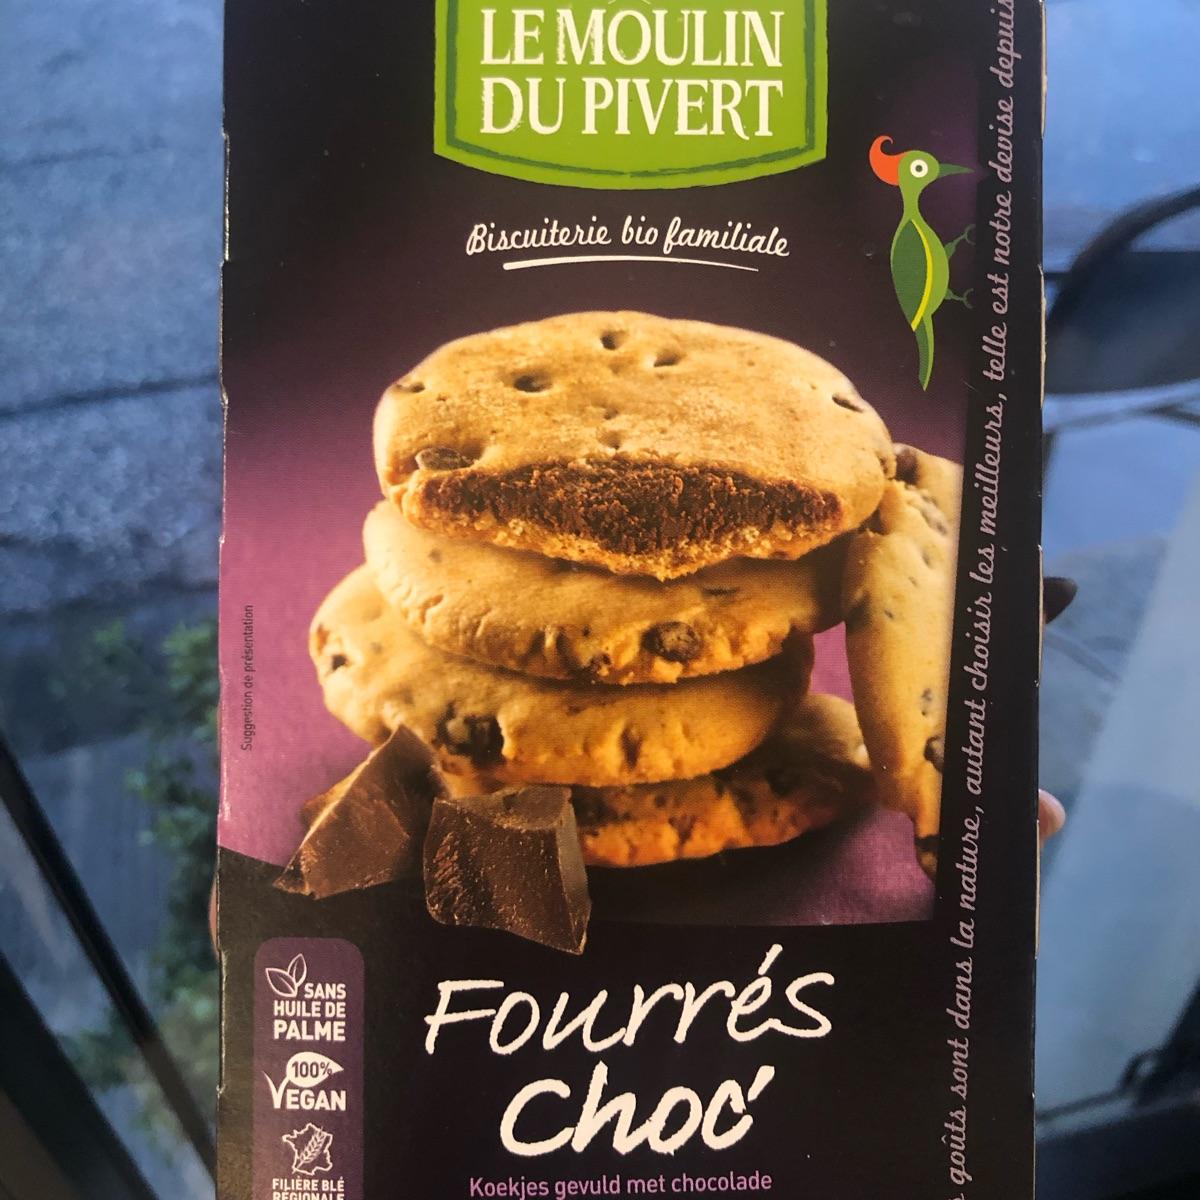 LE MOULIN
DU PIVERT
Biscuiterie bio familiale
goûts sont dans la nature, autant choisir les meilleurs, telle est notre devise depuis
Suggestion de présentation
SANS
HUILE DE
PALME
100%
VEGAN
FILIÈRE BLÉ
RÉGIONALE
Fourrés
Choc'
Koekjes gevuld met chocolade